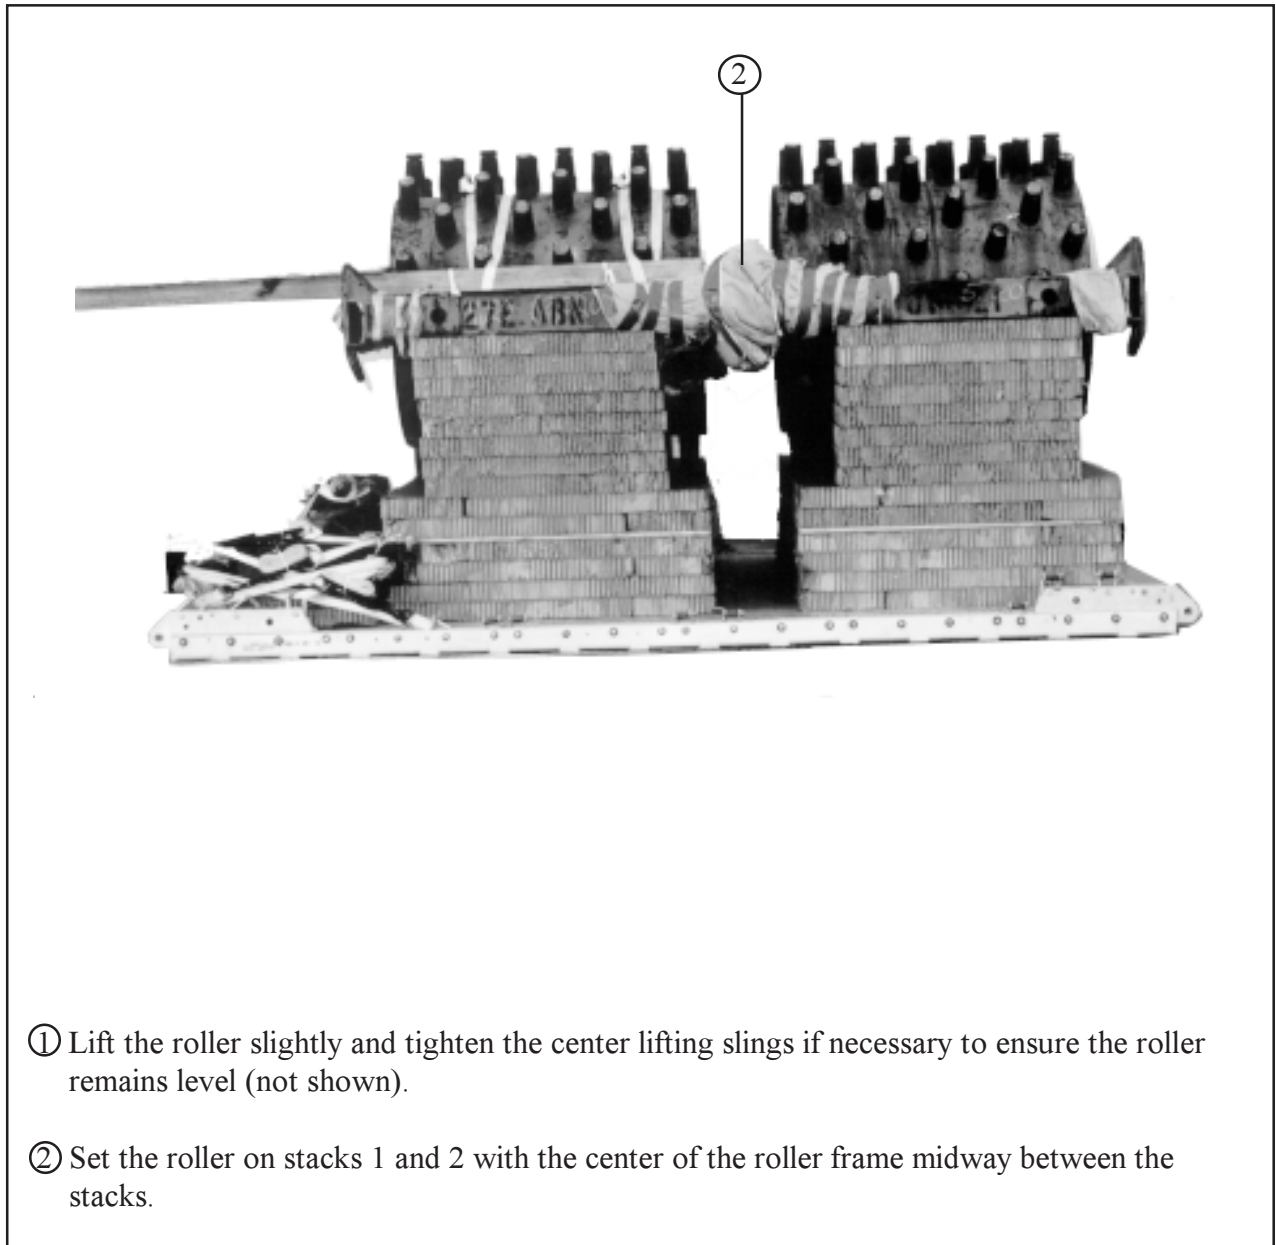 2
27E ABN
① Lift the roller slightly and tighten the center lifting slings if necessary to ensure the roller
remains level (not shown).
② Set the roller on stacks 1 and 2 with the center of the roller frame midway between the
stacks.